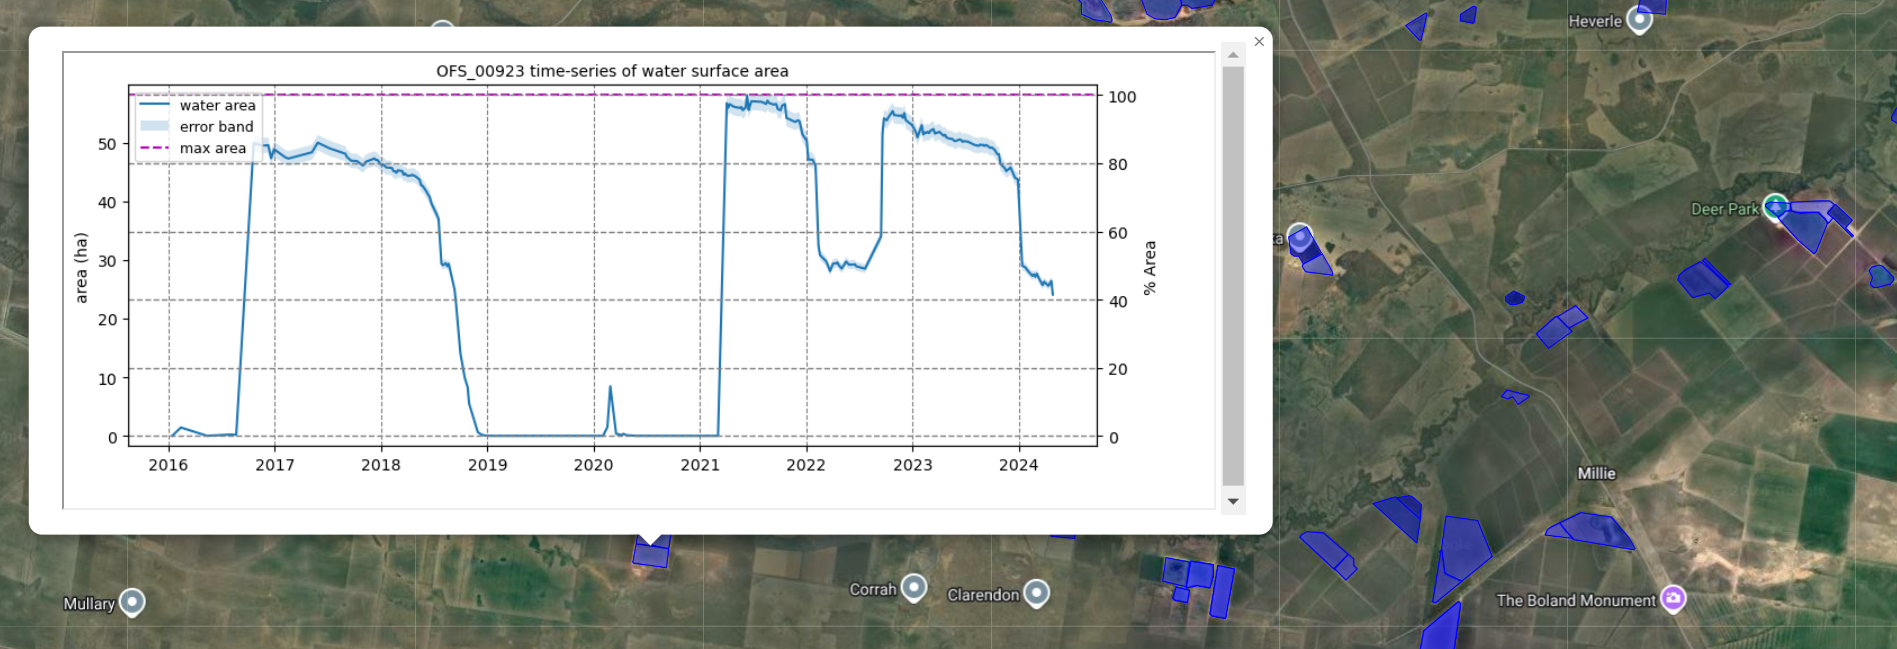 OFS_00923 time-series of water surface area
water area
error band
max area
area (ha)
50
40
30
20
10
0
100
80
60
40
20
0
% Area
2016 2017 2018 2019 2020 2021 2022 2023 2024
×
Heverle
Deer Park
Millie
Mullary
Corrah
Clarendon
The Boland Monument